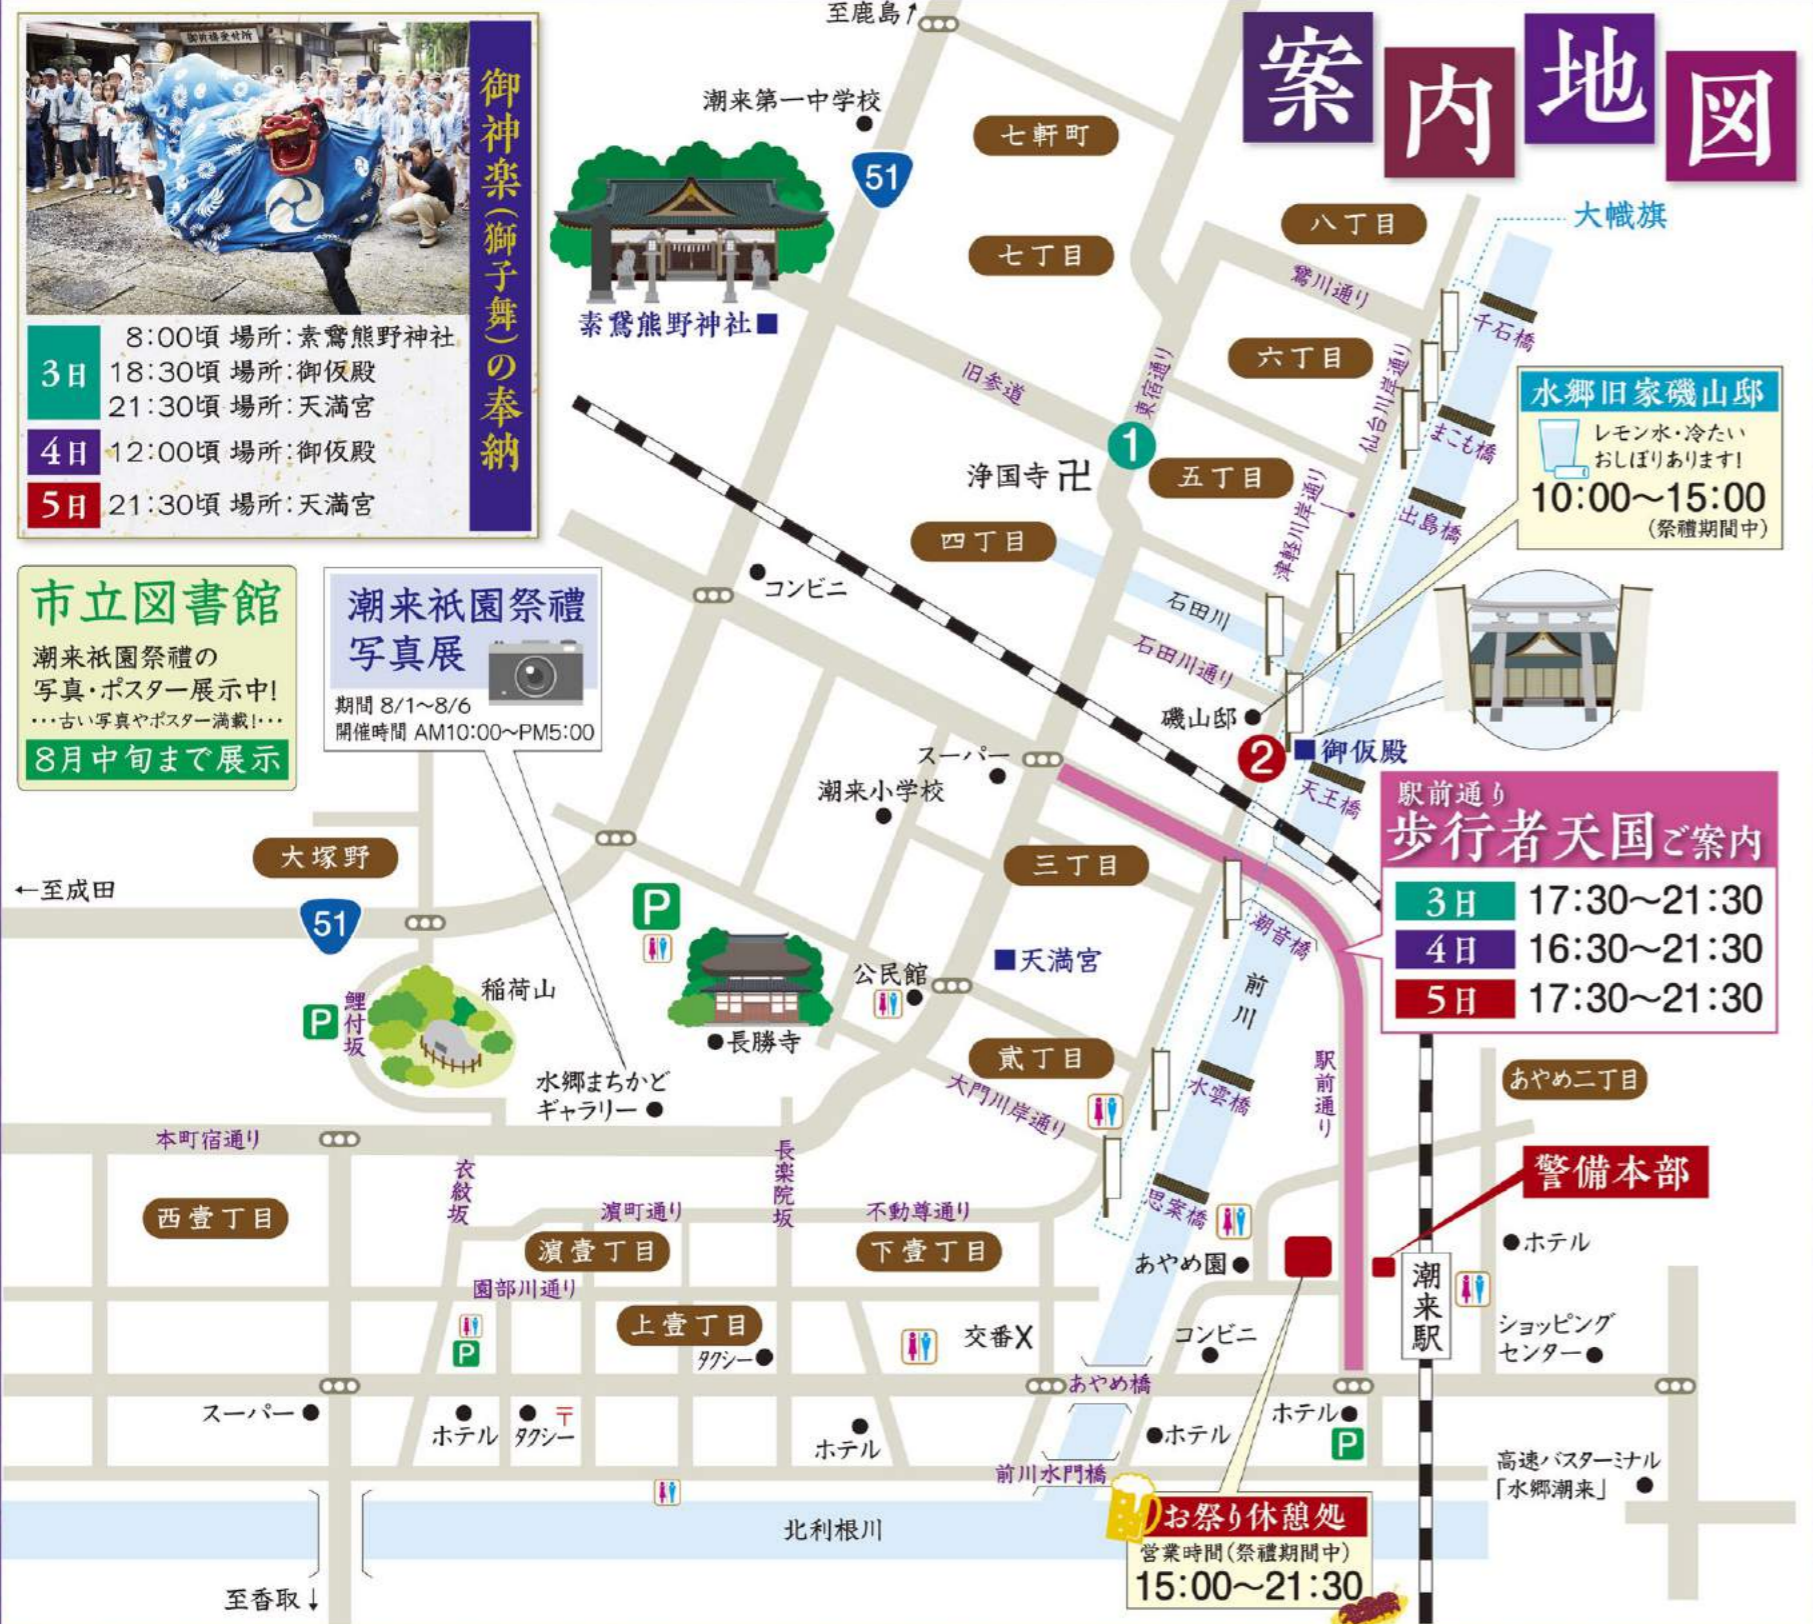 案内地図
御神楽(獅子舞)の奉納
3日
8:00頃 場所:素鵞熊野神社
18:30頃 場所:御仮殿
21:30頃 場所:天満宮
4日
12:00頃 場所:御仮殿
5日
21:30頃 場所:天満宮
市立図書館
潮来祇園祭禮の
写真・ポスター展示中!
…古い写真やポスター満載!…
8月中旬まで展示
潮来祇園祭禮
写真展
期間 8/1〜8/6
開催時間 AM10:00〜PM5:00
至鹿島↑
潮来第一中学校
51
七軒町
七丁目
八丁目
大幟旗
鷲川通り
千石橋
素鵞熊野神社
旧参道
東宿通り
六丁目
仙台川岸通り
まこも橋
水郷旧家磯山邸
レモン水・冷たい
おしぼりあります!
10:00〜15:00
(祭禮期間中)
1
浄国寺卍
五丁目
津軽川岸通り
出島橋
四丁目
コンビニ
石田川
石田川通り
磯山邸
2
御仮殿
天王橋
スーパー
潮来小学校
駅前通り
歩行者天国ご案内
3日 17:30〜21:30
4日 16:30〜21:30
5日 17:30〜21:30
大塚野
←至成田
51
P
三丁目
潮音橋
天満宮
公民館
前川
稲荷山
P
鯉付坂
長勝寺
貳丁目
水郷まちかど
ギャラリー
大門川岸通り
水雲橋
駅前通り
あやめ二丁目
本町宿通り
衣紋坂
長楽院坂
警備本部
西壹丁目
濱町通り
不動尊通り
思案橋
濱壹丁目
下壹丁目
あやめ園
ホテル
潮来駅
園部川通り
上壹丁目
タクシー
P
交番X
コンビニ
ショッピング
センター
あやめ橋
スーパー
ホテル
タクシー
〒
ホテル
ホテル
ホテル
P
前川水門橋
高速バスターミナル
「水郷潮来」
北利根川
お祭り休憩処
営業時間(祭禮期間中)
15:00〜21:30
至香取↓